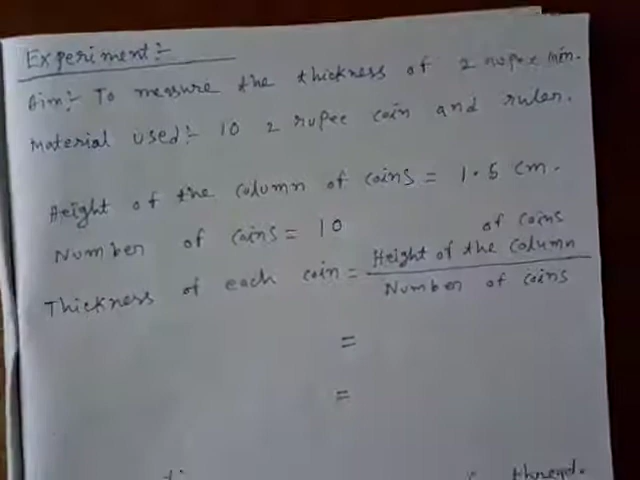 Experiment:-
Aim:- To measure the thickness of 2 rupee coin.
Material used:- 10 2 rupee coin and ruler.
Height of the column of coins = 1.5 cm.
Number of coins = 10
Thickness of each coin = Height of the column of coins
Number of coins
=
=
thread.